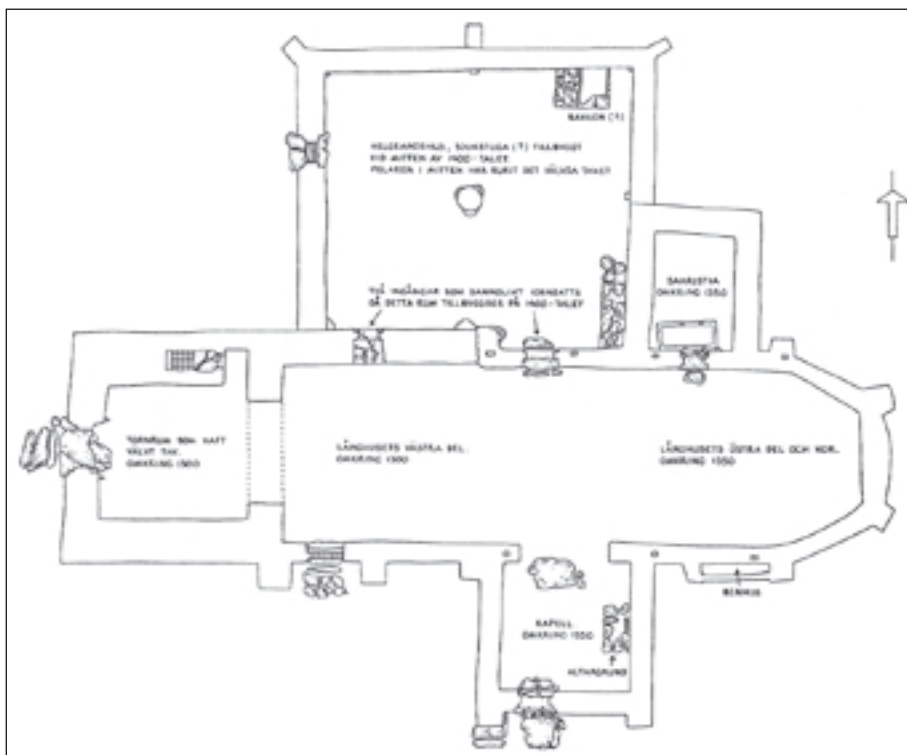 BAKUGN (?)
HELGEANDSHUS, SJUKSTUGA (?) TILLBYGGT
VID MITTEN AV 1400-TALET
PELAREN I MITTEN HAR BURIT DET VÄLVDA TAKET
TVÅ INGÅNGAR SOM SANNOLIKT IGENSATTS
DÅ DETTA RUM TILLBYGGDES PÅ 1400-TALET
SAKRISTIA
OMKRING 1350
TORNRUM SOM HAFT
VÄLVT TAK.
OMKRING 1300
LÅNGHUSETS VÄSTRA DEL.
OMKRING 1300
LÅNGHUSETS ÖSTRA DEL OCH KOR.
OMKRING 1350
BENHUS
KAPELL
OMKRING 1350
ALTARGRUND